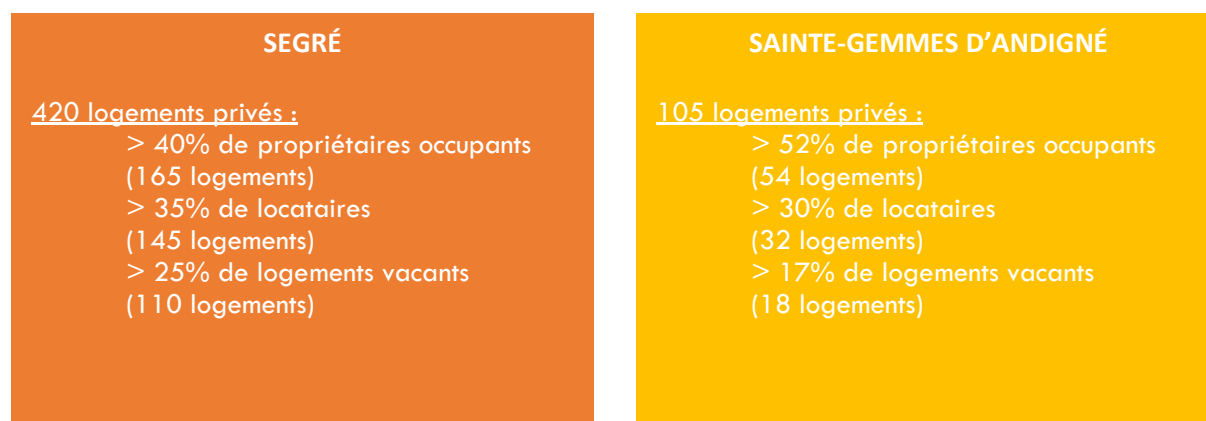 SEGRÉ
420 logements privés :
> 40% de propriétaires occupants
(165 logements)
> 35% de locataires
(145 logements)
> 25% de logements vacants
(110 logements)
SAINTE-GEMMES D’ANDIGNÉ
105 logements privés :
> 52% de propriétaires occupants
(54 logements)
> 30% de locataires
(32 logements)
> 17% de logements vacants
(18 logements)